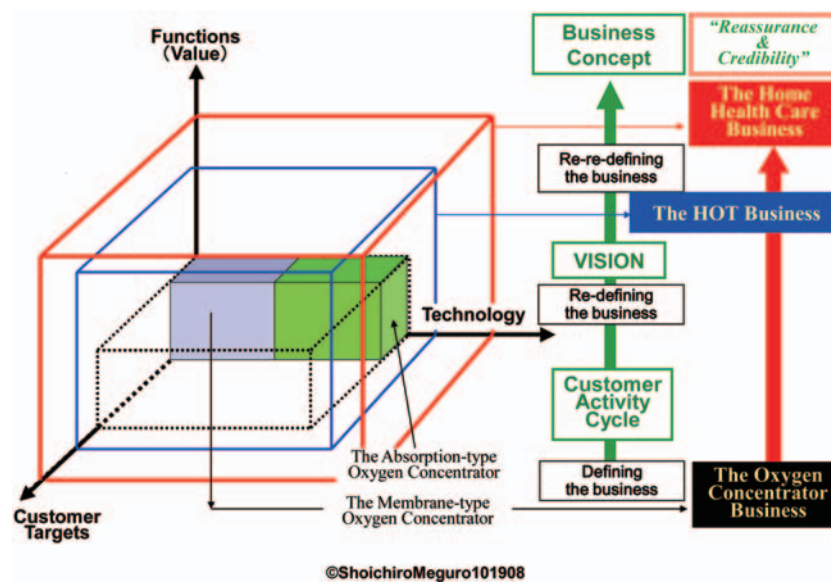 Functions
(Value)
Business
Concept
"Reassurance
&
Credibility"
The Home
Health Care
Business
Re-re-defining
the business
The HOT Business
VISION
Technology
Re-defining
the business
Customer
Activity
Cycle
The Absorption-type
Oxygen Concentrator
Defining
the business
The Oxygen
Concentrator
Business
The Membrane-type
Oxygen Concentrator
Customer
Targets
©ShoichiroMeguro101908